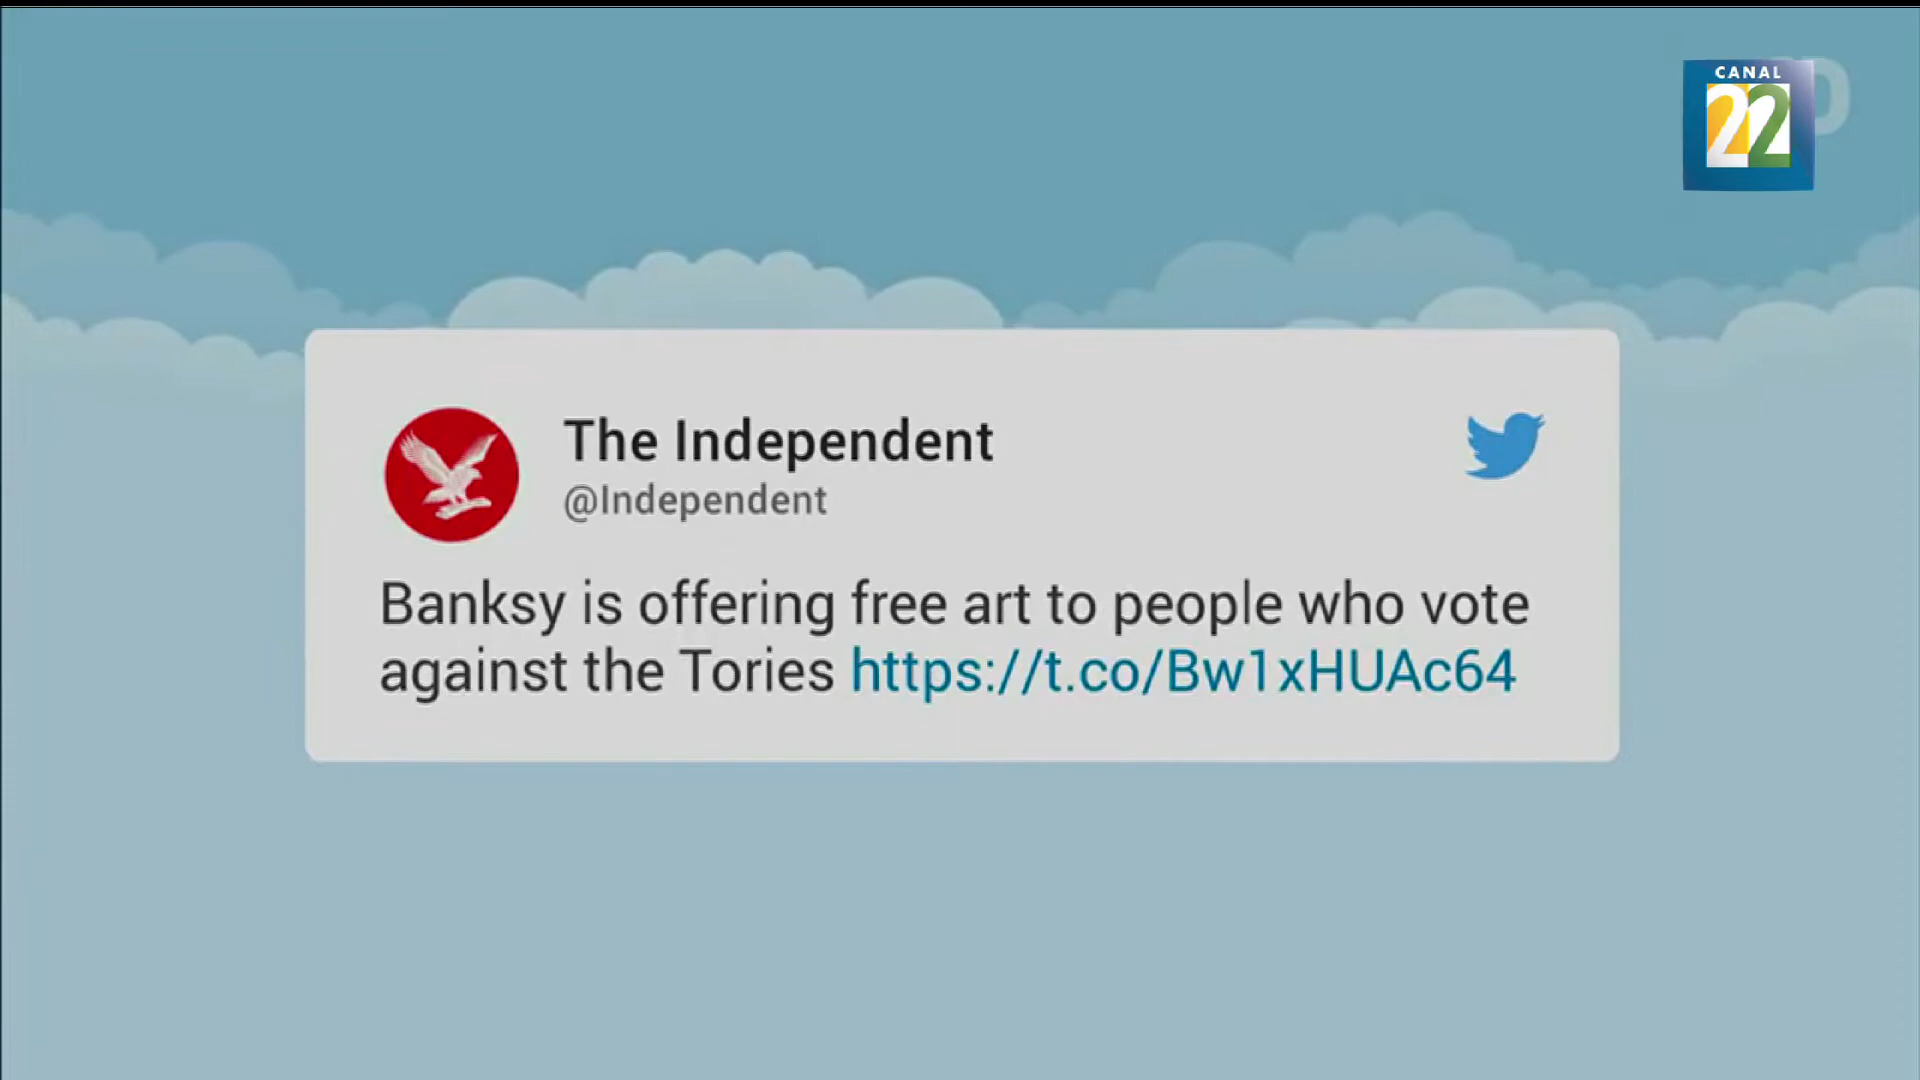 CANAL
22
The Independent
@Independent
Banksy is offering free art to people who vote
against the Tories https://t.co/Bw1xHUAc64